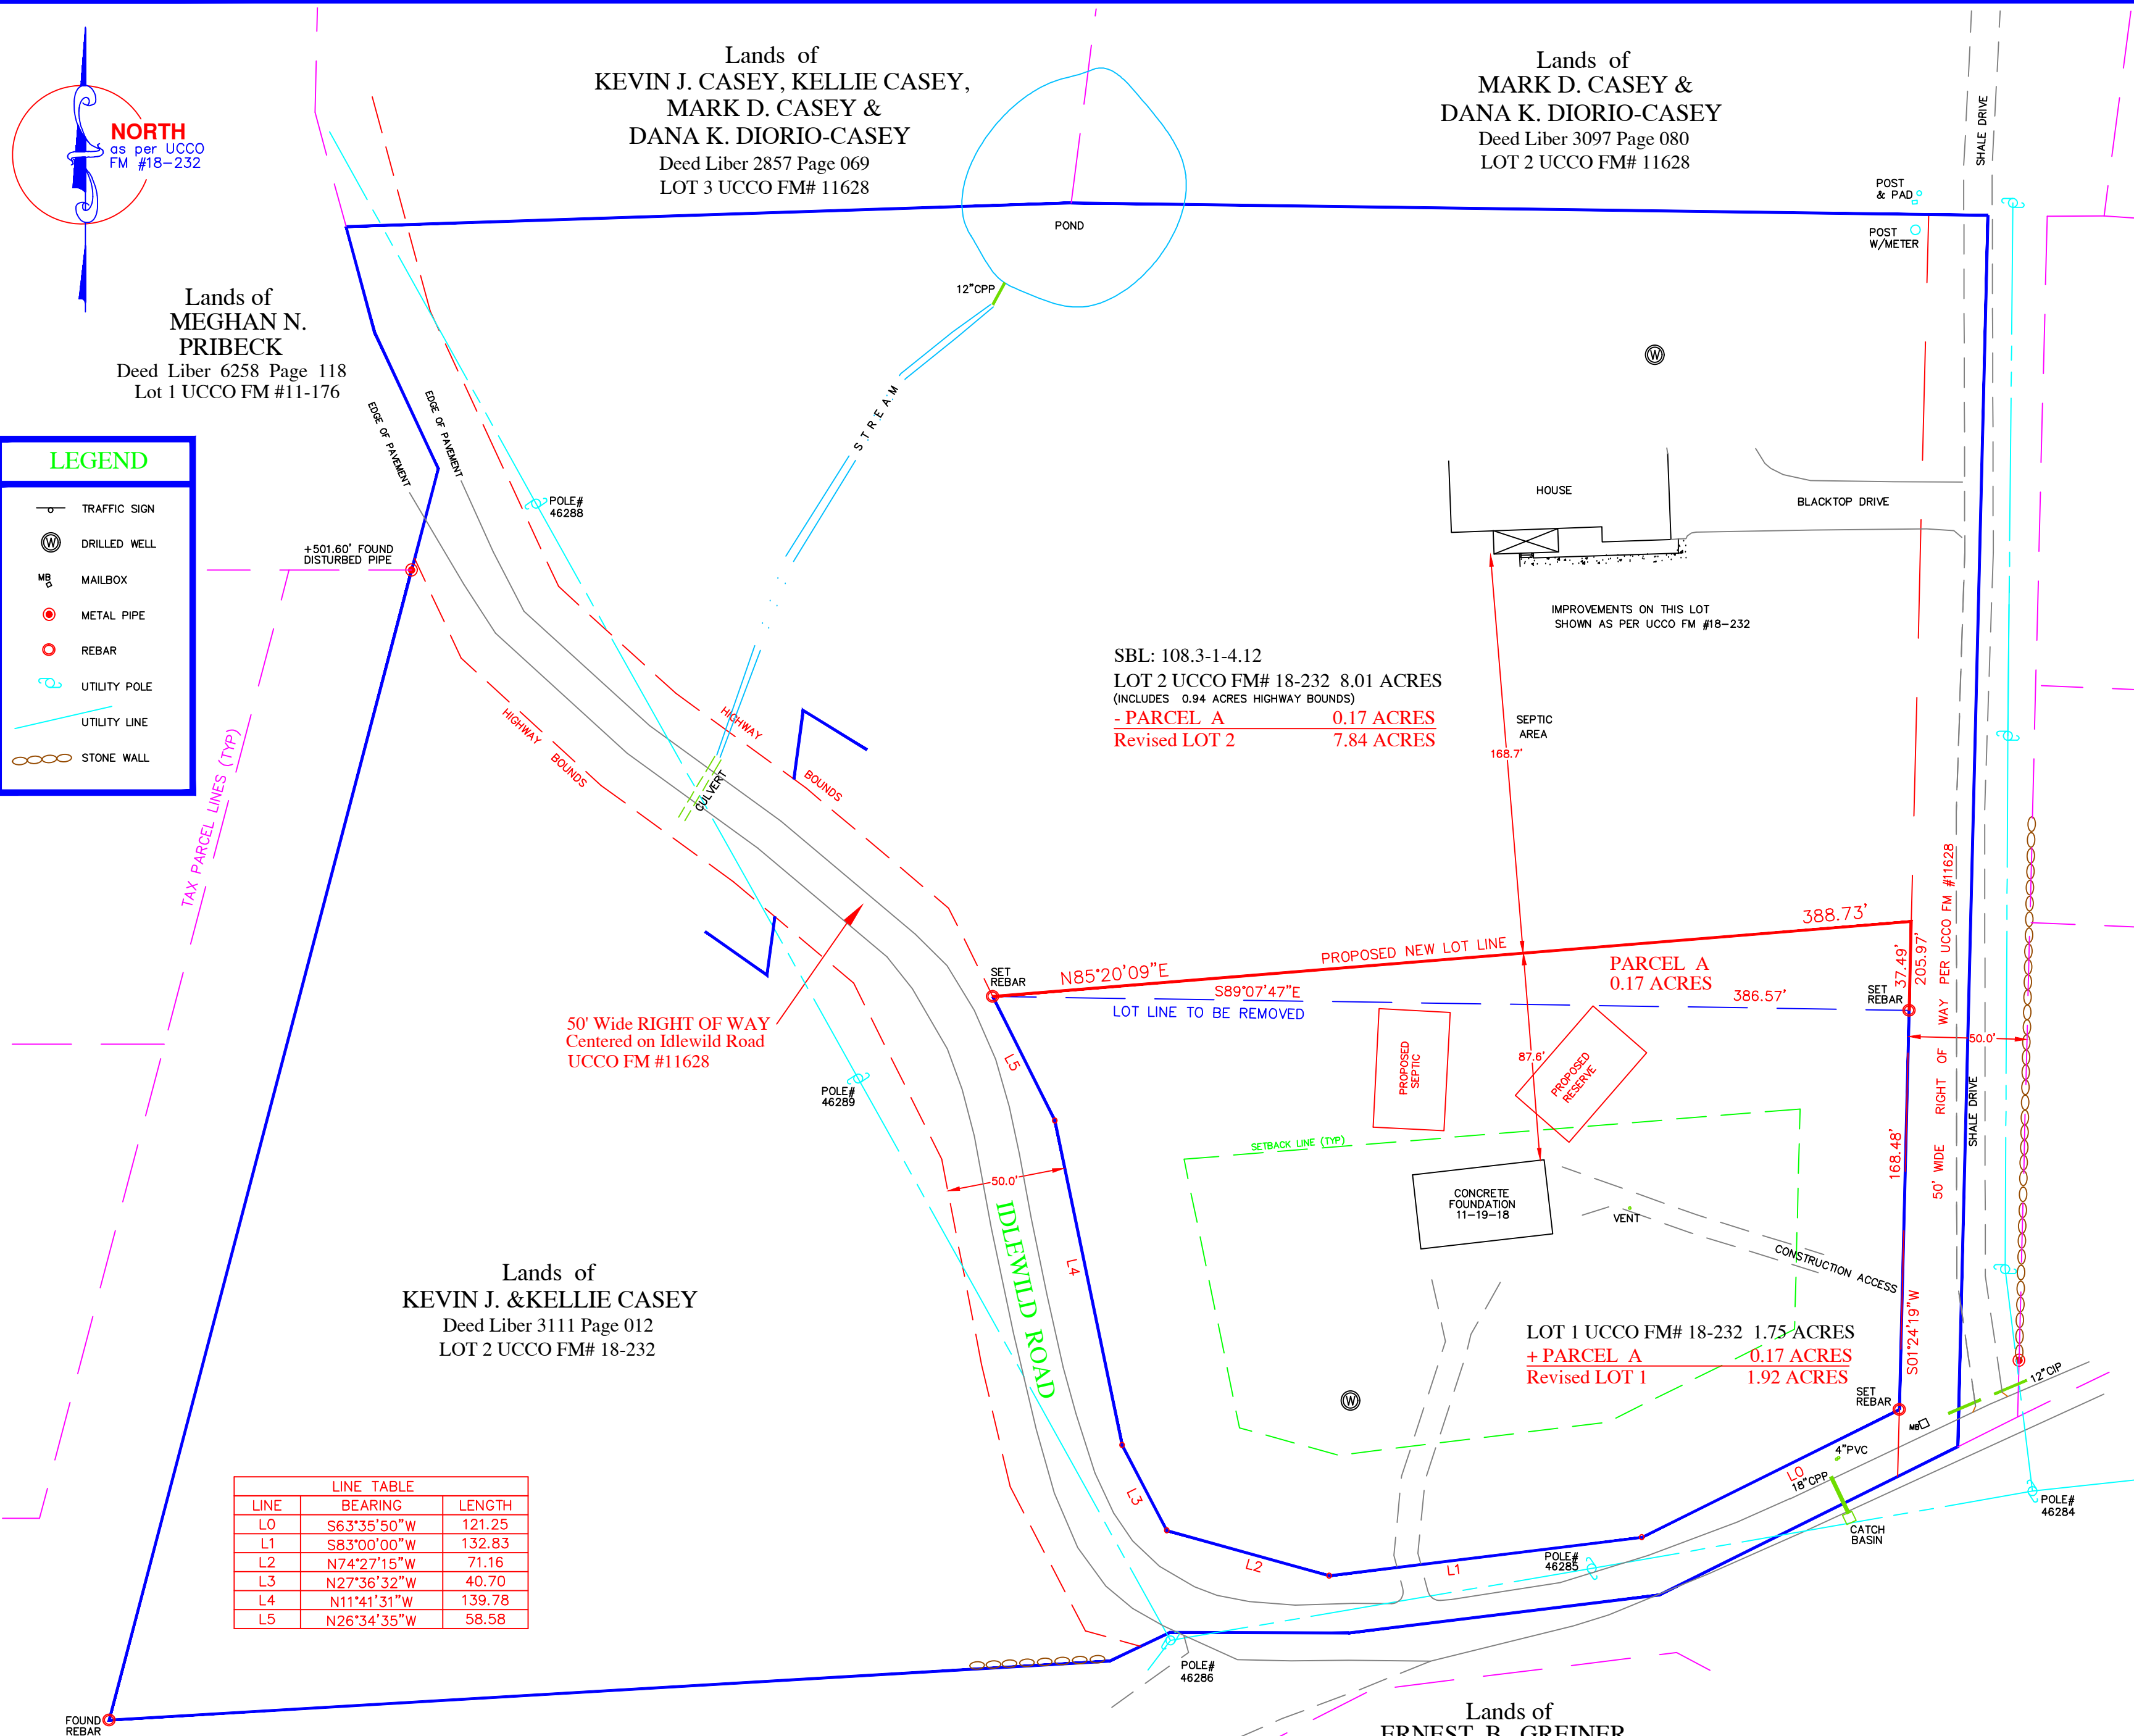 NORTH
as per UCCO
FM #18-232
Lands of
KEVIN J. CASEY, KELLIE CASEY,
MARK D. CASEY &
DANA K. DIORIO-CASEY
Deed Liber 2857 Page 069
LOT 3 UCCO FM# 11628
Lands of
MARK D. CASEY &
DANA K. DIORIO-CASEY
Deed Liber 3097 Page 080
LOT 2 UCCO FM# 11628
SHALE DRIVE
POST
& PAD
POST
W/METER
POND
12"CPP
STREAM
Lands of
MEGHAN N.
PRIBECK
Deed Liber 6258 Page 118
Lot 1 UCCO FM #11-176
EDGE OF PAVEMENT
EDGE OF PAVEMENT
LEGEND
TRAFFIC SIGN
W
DRILLED WELL
MB
MAILBOX
METAL PIPE
REBAR
UTILITY POLE
UTILITY LINE
STONE WALL
+501.60' FOUND
DISTURBED PIPE
POLE#
46288
W
HOUSE
BLACKTOP DRIVE
IMPROVEMENTS ON THIS LOT
SHOWN AS PER UCCO FM #18-232
SBL: 108.3-1-4.12
LOT 2 UCCO FM# 18-232 8.01 ACRES
(INCLUDES 0.94 ACRES HIGHWAY BOUNDS)
- PARCEL A 0.17 ACRES
Revised LOT 2 7.84 ACRES
SEPTIC
AREA
168.7'
HIGHWAY
BOUNDS
HIGHWAY
BOUNDS
CULVERT
TAX PARCEL LINES (TYP)
388.73'
PROPOSED NEW LOT LINE
N85°20'09"E
SET
REBAR
S89°07'47"E
386.57'
LOT LINE TO BE REMOVED
PARCEL A
0.17 ACRES
SET
REBAR
37.49'
205.97'
50' WIDE RIGHT OF WAY PER UCCO FM #11628
50.0'
SHALE DRIVE
50' Wide RIGHT OF WAY
Centered on Idlewild Road
UCCO FM #11628
POLE#
46289
L5
PROPOSED
SEPTIC
87.6'
PROPOSED
RESERVE
SETBACK LINE (TYP)
168.48'
50.0'
IDLEWILD ROAD
L4
CONCRETE
FOUNDATION
11-19-18
VENT
CONSTRUCTION ACCESS
S01°24'19"W
Lands of
KEVIN J. &KELLIE CASEY
Deed Liber 3111 Page 012
LOT 2 UCCO FM# 18-232
LOT 1 UCCO FM# 18-232 1.75 ACRES
+ PARCEL A 0.17 ACRES
Revised LOT 1 1.92 ACRES
W
SET
REBAR
MB
12"CIP
4"PVC
18"CPP
L0
CATCH
BASIN
POLE#
46284
L3
L2
L1
POLE#
46285
POLE#
46286
LINE TABLE
LINE BEARING LENGTH
L0 S63°35'50"W 121.25
L1 S83°00'00"W 132.83
L2 N74°27'15"W 71.16
L3 N27°36'32"W 40.70
L4 N11°41'31"W 139.78
L5 N26°34'35"W 58.58
FOUND
REBAR
Lands of
ERNEST B. GREINER